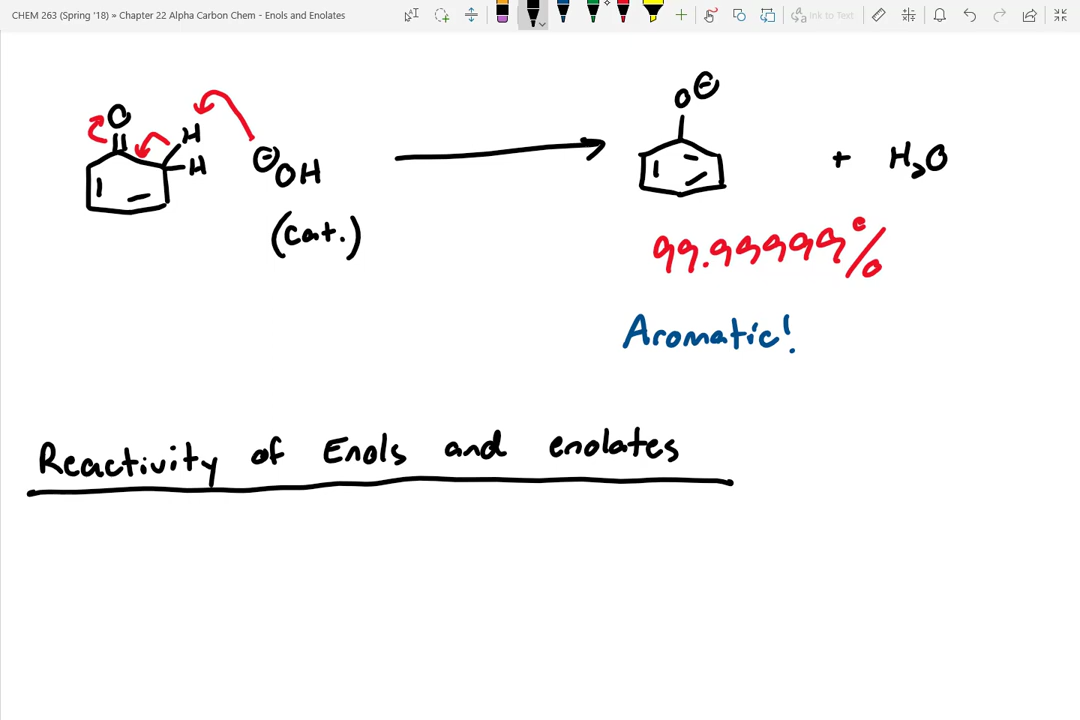 CHEM 263 (Spring '18) » Chapter 22 Alpha Carbon Chem - Enols and Enolates
Ink to Text
O
H
H
⊖OH
(cat.)
O⊖
+ H₂O
99.99999%
Aromatic!
Reactivity of Enols and enolates